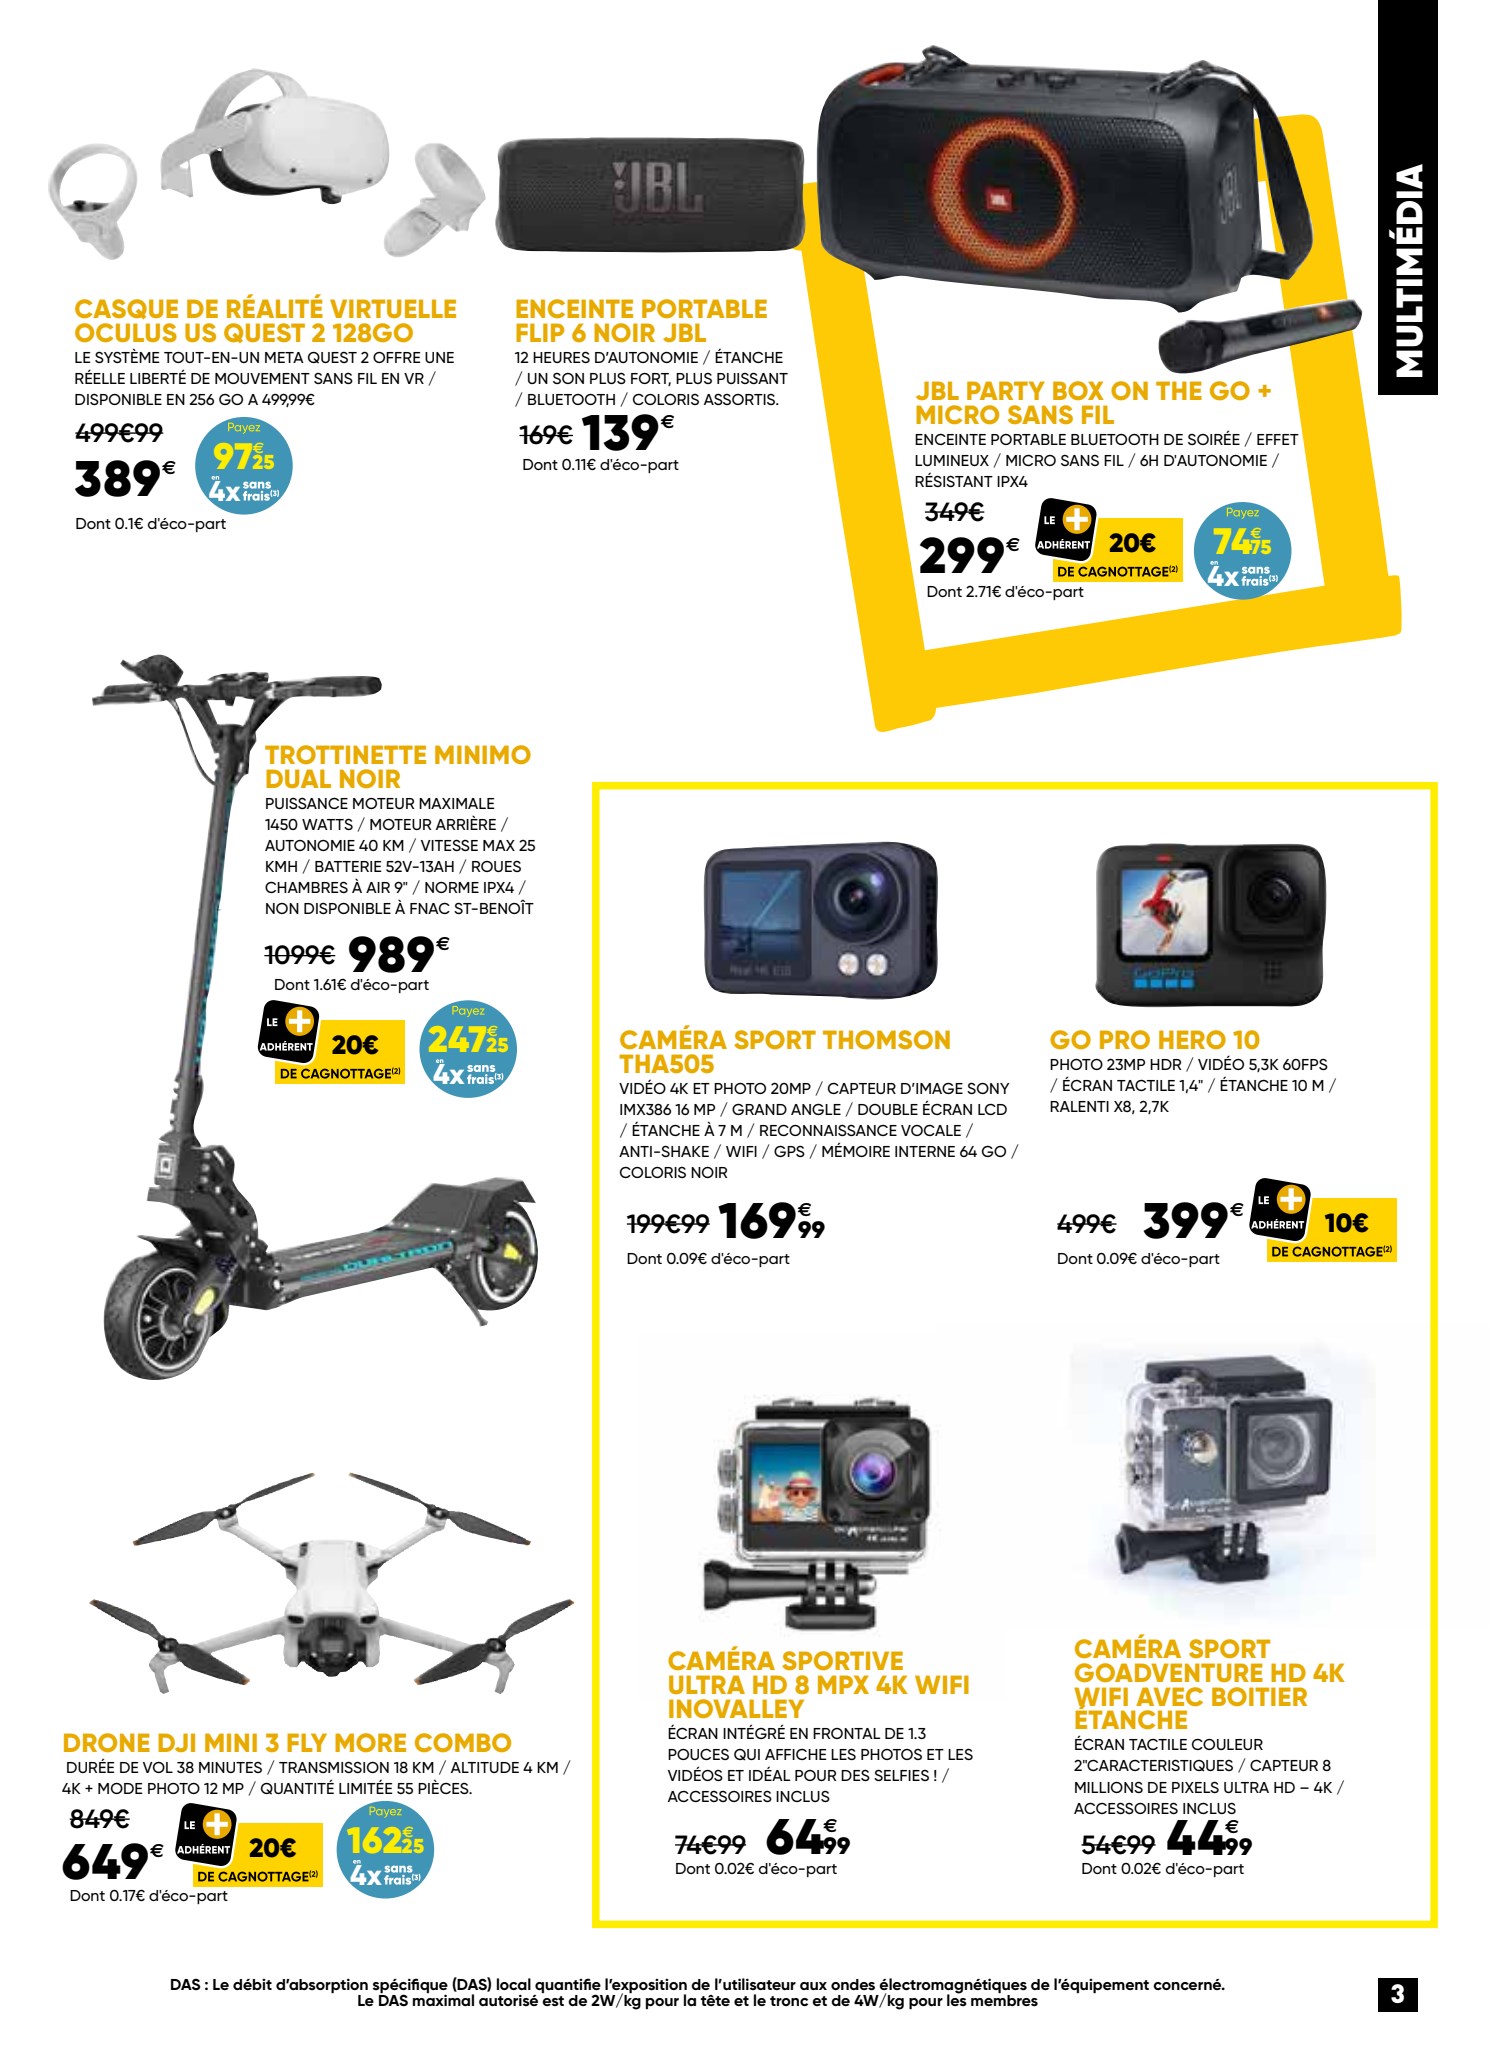 MULTIMÉDIA
JBL
JBL
JBL
CASQUE DE RÉALITÉ VIRTUELLE
OCULUS US QUEST 2 128GO
LE SYSTÈME TOUT-EN-UN META QUEST 2 OFFRE UNE
RÉELLE LIBERTÉ DE MOUVEMENT SANS FIL EN VR /
DISPONIBLE EN 256 GO A 499,99€
499€99
389€
Payez
97€25
en
4x sans
frais(3)
Dont 0.1€ d'éco-part
ENCEINTE PORTABLE
FLIP 6 NOIR JBL
12 HEURES D'AUTONOMIE / ÉTANCHE
/ UN SON PLUS FORT, PLUS PUISSANT
/ BLUETOOTH / COLORIS ASSORTIS.
169€ 139€
Dont 0.11€ d'éco-part
JBL PARTY BOX ON THE GO +
MICRO SANS FIL
ENCEINTE PORTABLE BLUETOOTH DE SOIRÉE / EFFET
LUMINEUX / MICRO SANS FIL / 6H D'AUTONOMIE /
RÉSISTANT IPX4
349€
299€
LE +
ADHÉRENT
20€
DE CAGNOTTAGE(2)
Payez
74€75
en
4x sans
frais(3)
Dont 2.71€ d'éco-part
TROTTINETTE MINIMO
DUAL NOIR
PUISSANCE MOTEUR MAXIMALE
1450 WATTS / MOTEUR ARRIÈRE /
AUTONOMIE 40 KM / VITESSE MAX 25
KMH / BATTERIE 52V-13AH / ROUES
CHAMBRES À AIR 9" / NORME IPX4 /
NON DISPONIBLE À FNAC ST-BENOÎT
1099€ 989€
Dont 1.61€ d'éco-part
LE +
ADHÉRENT
20€
DE CAGNOTTAGE(2)
Payez
247€25
en
4x sans
frais(3)
DUALTRON
CAMÉRA SPORT THOMSON
THA505
VIDÉO 4K ET PHOTO 20MP / CAPTEUR D'IMAGE SONY
IMX386 16 MP / GRAND ANGLE / DOUBLE ÉCRAN LCD
/ ÉTANCHE À 7 M / RECONNAISSANCE VOCALE /
ANTI-SHAKE / WIFI / GPS / MÉMOIRE INTERNE 64 GO /
COLORIS NOIR
199€99 169€99
Dont 0.09€ d'éco-part
GoPro
GO PRO HERO 10
PHOTO 23MP HDR / VIDÉO 5,3K 60FPS
/ ÉCRAN TACTILE 1,4" / ÉTANCHE 10 M /
RALENTI X8, 2,7K
499€ 399€
LE +
ADHÉRENT
10€
DE CAGNOTTAGE(2)
Dont 0.09€ d'éco-part
DRONE DJI MINI 3 FLY MORE COMBO
DURÉE DE VOL 38 MINUTES / TRANSMISSION 18 KM / ALTITUDE 4 KM /
4K + MODE PHOTO 12 MP / QUANTITÉ LIMITÉE 55 PIÈCES.
849€
649€
LE +
ADHÉRENT
20€
DE CAGNOTTAGE(2)
Payez
162€25
en
4x sans
frais(3)
Dont 0.17€ d'éco-part
CAMÉRA SPORTIVE
ULTRA HD 8 MPX 4K WIFI
INOVALLEY
ÉCRAN INTÉGRÉ EN FRONTAL DE 1.3
POUCES QUI AFFICHE LES PHOTOS ET LES
VIDÉOS ET IDÉAL POUR DES SELFIES ! /
ACCESSOIRES INCLUS
74€99 64€99
Dont 0.02€ d'éco-part
CAMÉRA SPORT
GOADVENTURE HD 4K
WIFI AVEC BOITIER
ÉTANCHE
ÉCRAN TACTILE COULEUR
2"CARACTERISTIQUES / CAPTEUR 8
MILLIONS DE PIXELS ULTRA HD – 4K /
ACCESSOIRES INCLUS
54€99 44€99
Dont 0.02€ d'éco-part
DAS : Le débit d'absorption spécifique (DAS) local quantifie l'exposition de l'utilisateur aux ondes électromagnétiques de l'équipement concerné.
Le DAS maximal autorisé est de 2W/kg pour la tête et le tronc et de 4W/kg pour les membres
3